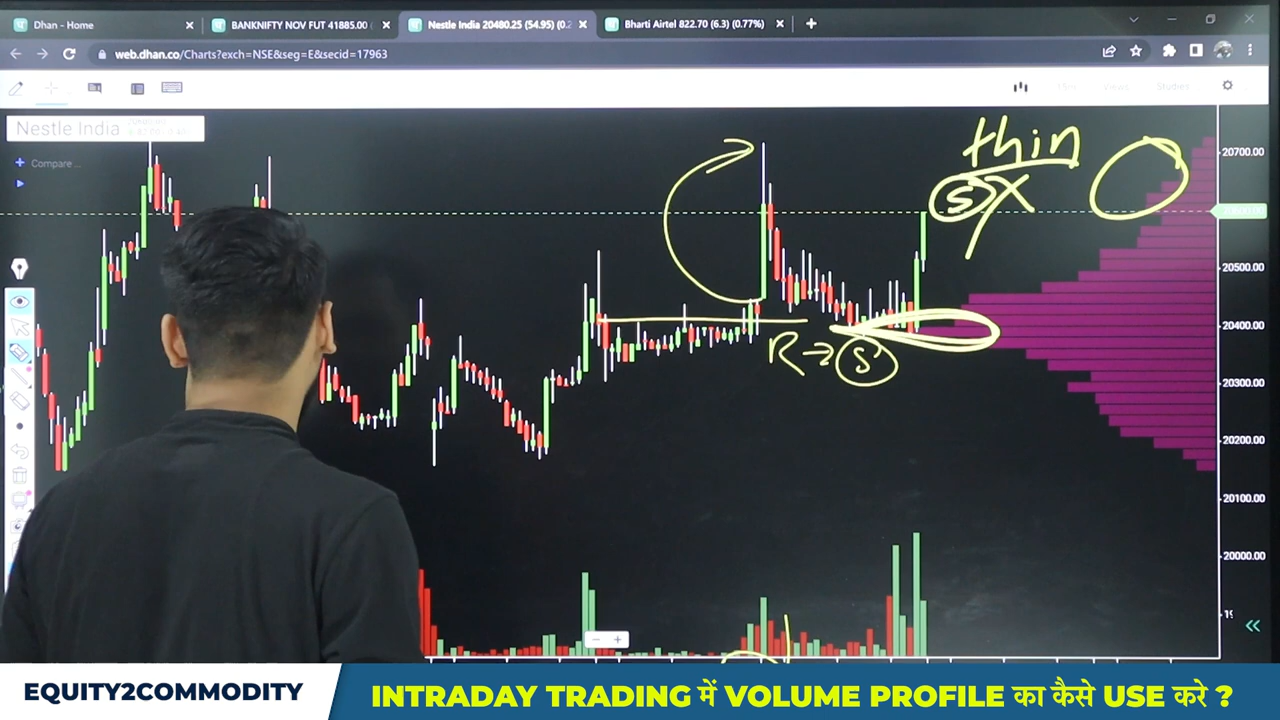 Dhan - Home
BANKNIFTY NOV FUT 41885.00
Nestle India 20480.25 (54.95) (0.2
Bharti Airtel 822.70 (6.3) (0.77%)
web.dhan.co/Charts?exch=NSE&seg=E&secid=17963
Views
Studies
Nestle India
Compare ...
thin
S
R → S
20700.00
20500.00
20400.00
20300.00
20200.00
20100.00
20000.00
EQUITY2COMMODITY
INTRADAY TRADING में VOLUME PROFILE का कैसे USE करे ?